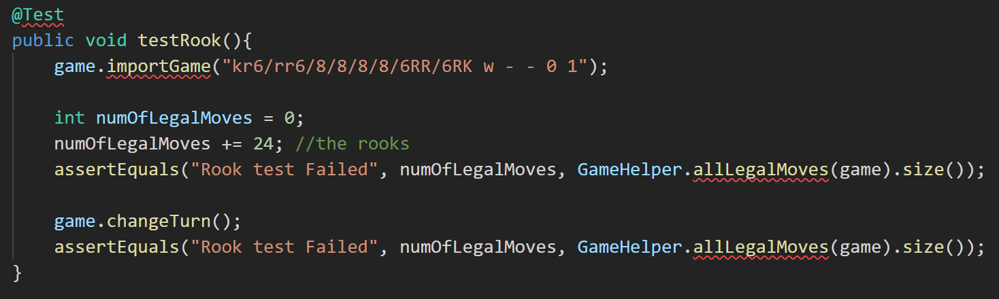 @Test
public void testRook(){
    game.importGame("kr6/rr6/8/8/8/8/6RR/6RK w - - 0 1");

    int numOfLegalMoves = 0;
    numOfLegalMoves += 24; //the rooks
    assertEquals("Rook test Failed", numOfLegalMoves, GameHelper.allLegalMoves(game).size());

    game.changeTurn();
    assertEquals("Rook test Failed", numOfLegalMoves, GameHelper.allLegalMoves(game).size());
}